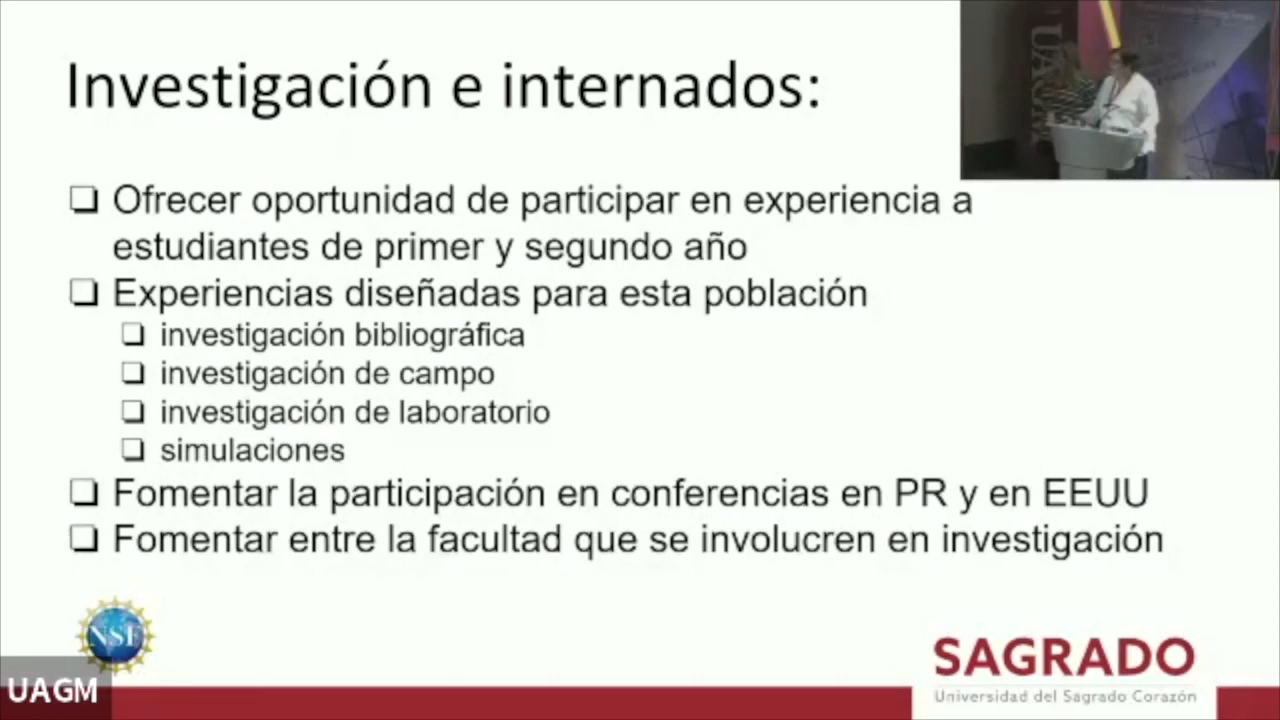 Investigación e internados:
Ofrecer oportunidad de participar en experiencia a
estudiantes de primer y segundo año
Experiencias diseñadas para esta población
investigación bibliográfica
investigación de campo
investigación de laboratorio
simulaciones
Fomentar la participación en conferencias en PR y en EEUU
Fomentar entre la facultad que se involucren en investigación
NSF
UAGM
SAGRADO
Universidad del Sagrado Corazón